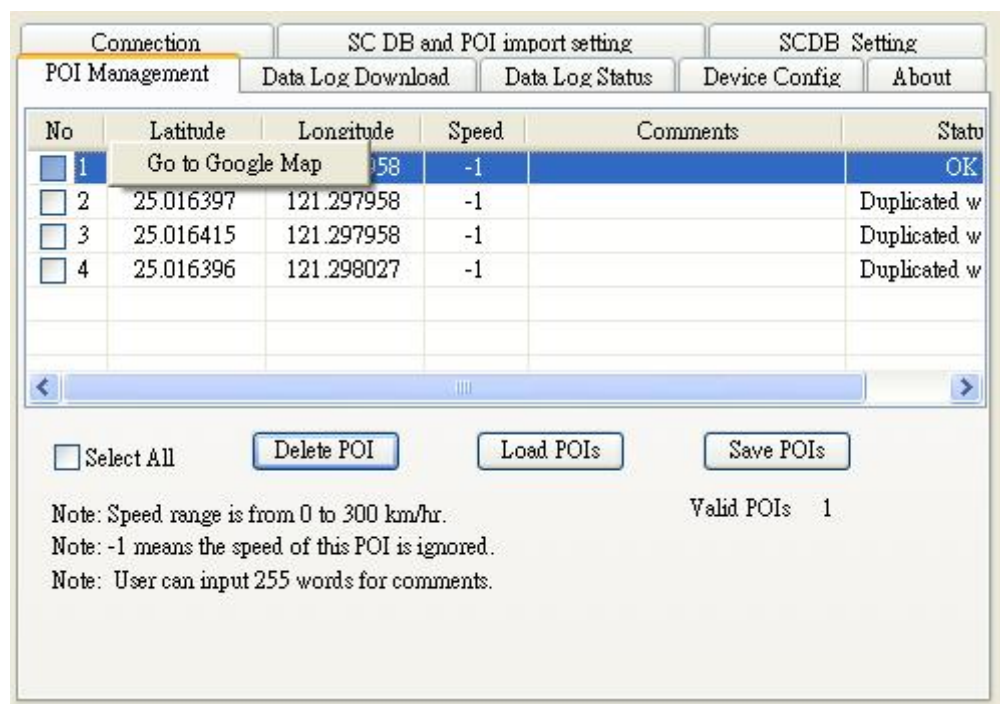 Connection SC DB and POI import setting SCDB Setting
POI Management Data Log Download Data Log Status Device Config About
No Latitude Longitude Speed Comments Statu
1 Go to Google Map 958 -1 OK
2 25.016397 121.297958 -1 Duplicated w
3 25.016415 121.297958 -1 Duplicated w
4 25.016396 121.298027 -1 Duplicated w
Select All Delete POI Load POIs Save POIs
Note: Speed range is from 0 to 300 km/hr. Valid POIs 1
Note: -1 means the speed of this POI is ignored.
Note: User can input 255 words for comments.